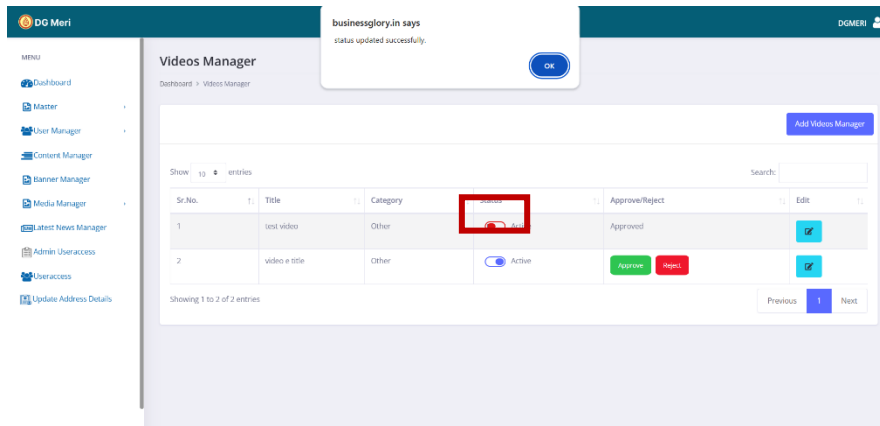 DG Meri
businessglory.in says
status updated successfully.
OK
DGMERI
MENU
Dashboard
Master
User Manager
Content Manager
Banner Manager
Media Manager
Latest News Manager
Admin Useraccess
Useraccess
Update Address Details
Videos Manager
Dashboard > Videos Manager
Add Videos Manager
Show 10 entries
Search:
Sr.No. Title Category Status Approve/Reject Edit
1 test video Other Active Approved
2 video e title Other Active Approve Reject
Showing 1 to 2 of 2 entries
Previous 1 Next